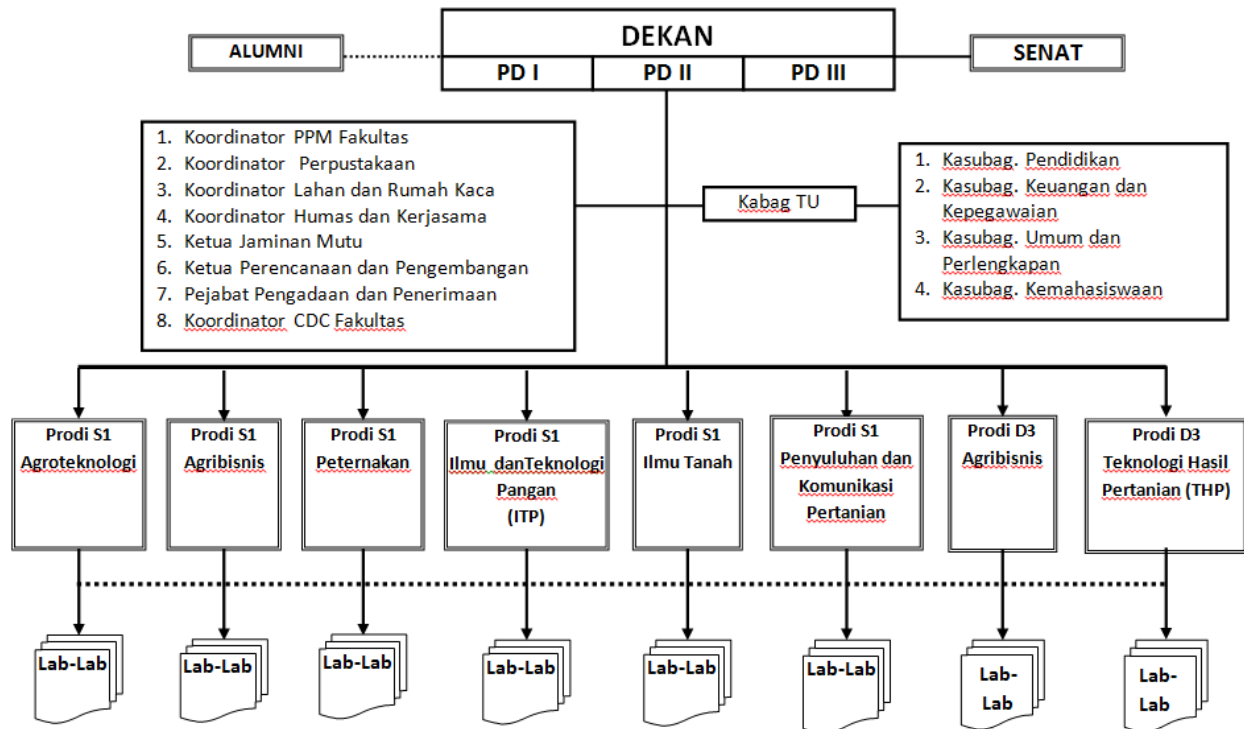 DEKAN
ALUMNI
SENAT
PD I
PD II
PD III
1. Koordinator PPM Fakultas
2. Koordinator Perpustakaan
3. Koordinator Lahan dan Rumah Kaca
4. Koordinator Humas dan Kerjasama
5. Ketua Jaminan Mutu
6. Ketua Perencanaan dan Pengembangan
7. Pejabat Pengadaan dan Penerimaan
8. Koordinator CDC Fakultas
Kabag TU
1. Kasubag. Pendidikan
2. Kasubag. Keuangan dan
Kepegawaian
3. Kasubag. Umum dan
Perlengkapan
4. Kasubag. Kemahasiswaan
Prodi S1
Agroteknologi
Prodi S1
Agribisnis
Prodi S1
Peternakan
Prodi S1
Ilmu danTeknologi
Pangan
(ITP)
Prodi S1
Ilmu Tanah
Prodi S1
Penyuluhan dan
Komunikasi
Pertanian
Prodi D3
Agribisnis
Prodi D3
Teknologi Hasil
Pertanian (THP)
Lab-Lab
Lab-Lab
Lab-Lab
Lab-Lab
Lab-Lab
Lab-Lab
Lab-
Lab
Lab-
Lab